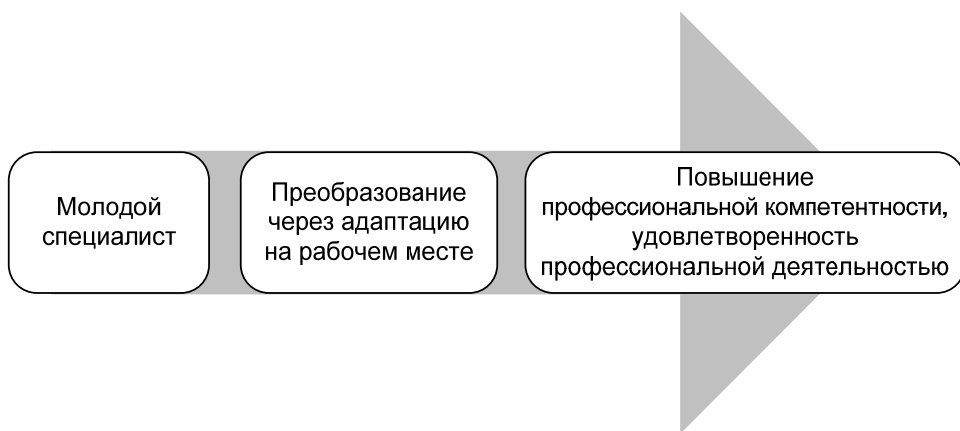 Молодой
специалист
Преобразование
через адаптацию
на рабочем месте
Повышение
профессиональной компетентности,
удовлетворенность
профессиональной деятельностью